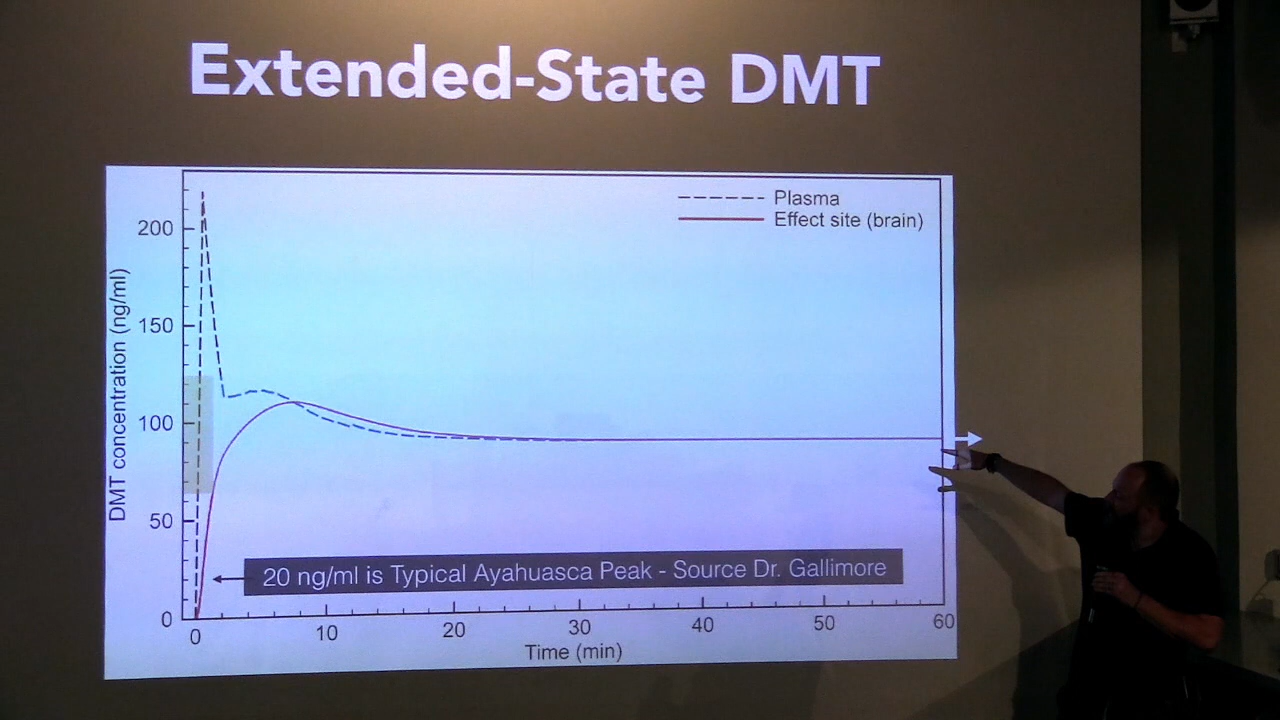 Extended-State DMT
Plasma
Effect site (brain)
200
150
100
50
0
DMT concentration (ng/ml)
20 ng/ml is Typical Ayahuasca Peak - Source Dr. Gallimore
0 10 20 30 40 50 60
Time (min)